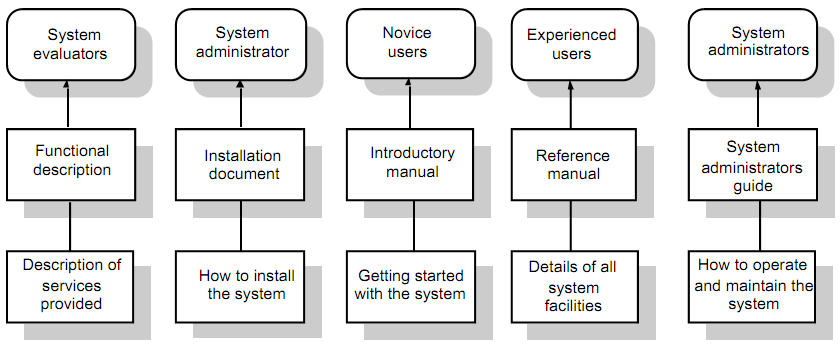 System
evaluators
System
administrator
Novice
users
Experienced
users
System
administrators
Functional
description
Installation
document
Introductory
manual
Reference
manual
System
administrators
guide
Description of
services
provided
How to install
the system
Getting started
with the system
Details of all
system
facilities
How to operate
and maintain the
system